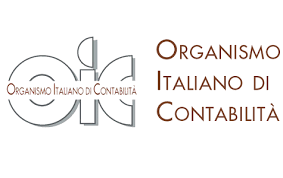 OIC
ORGANISMO ITALIANO DI CONTABILITÀ
ORGANISMO
ITALIANO DI
CONTABILITÀ